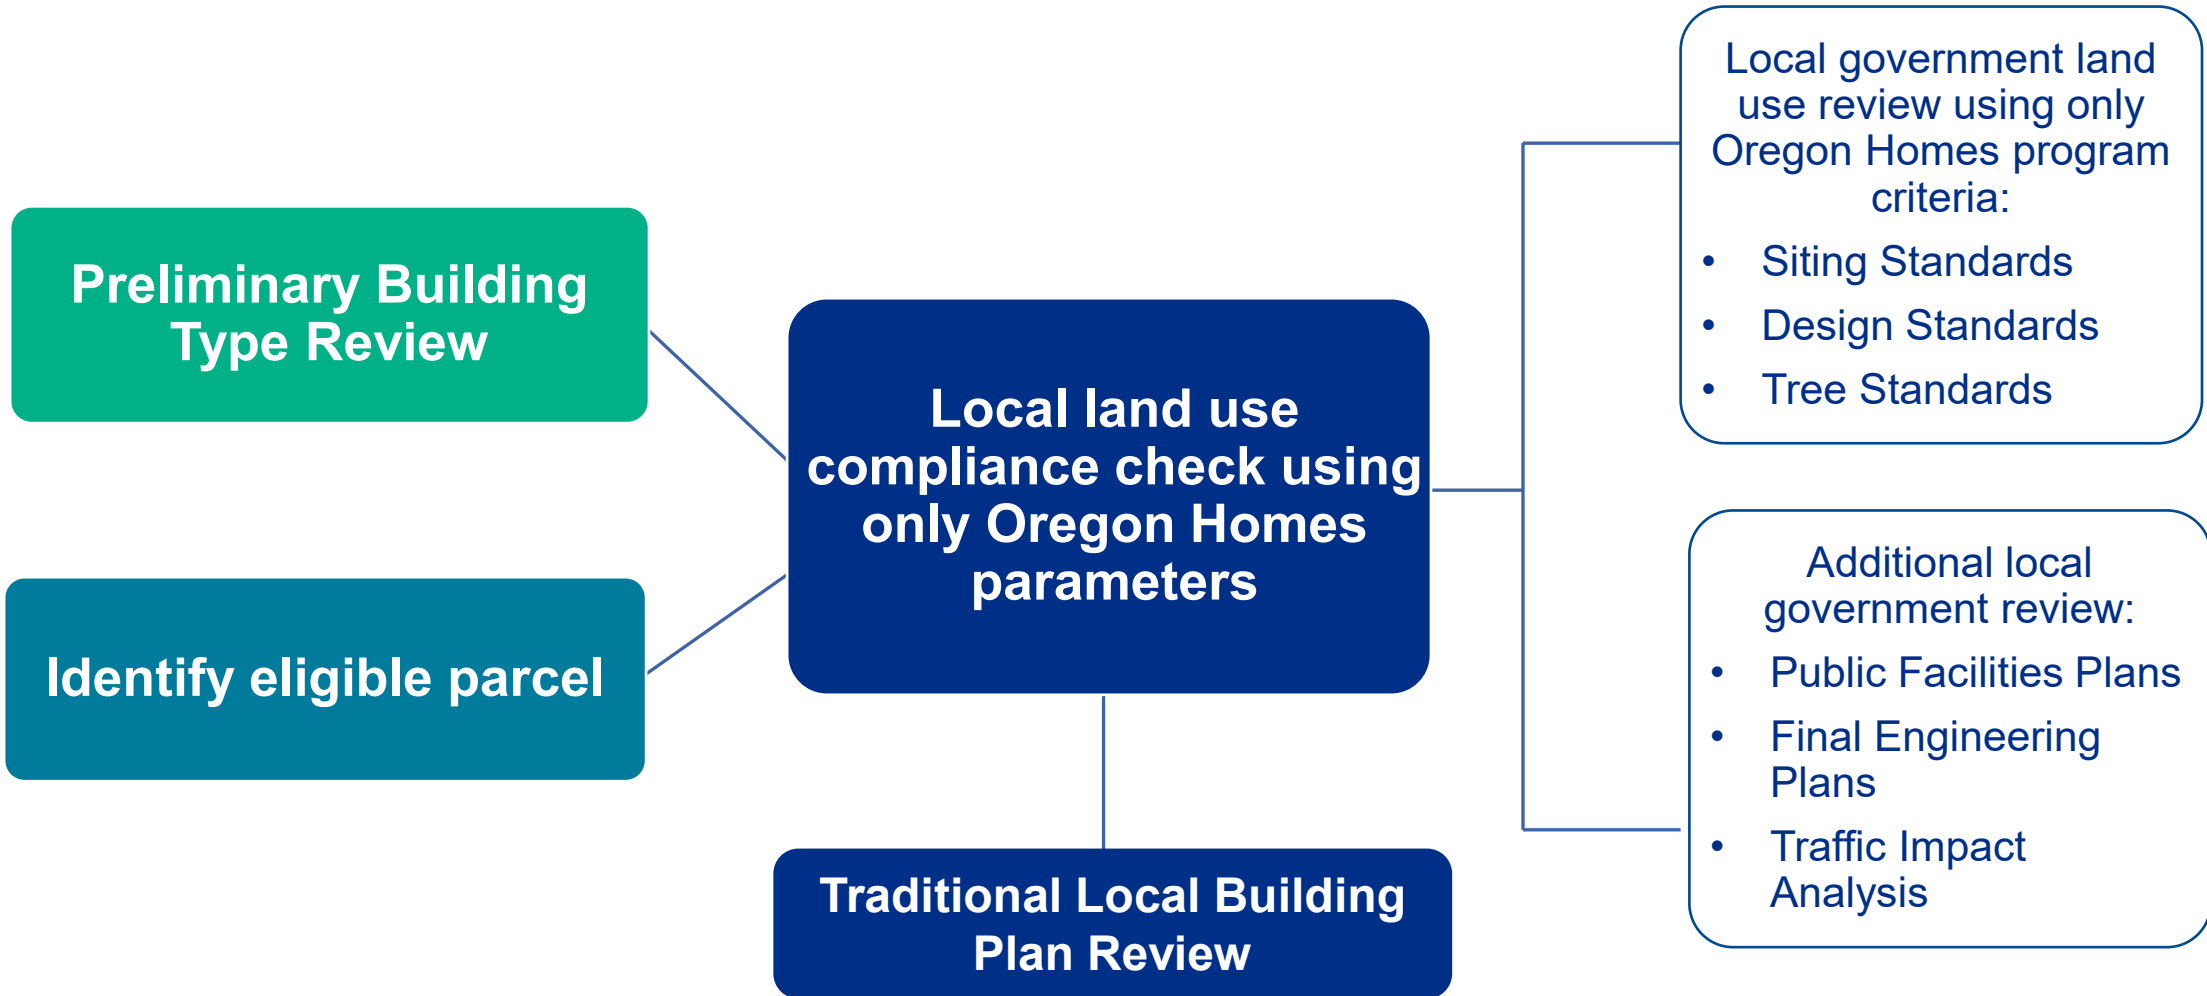 Preliminary Building
Type Review
Identify eligible parcel
Local land use
compliance check using
only Oregon Homes
parameters
Traditional Local Building
Plan Review
Local government land
use review using only
Oregon Homes program
criteria:
• Siting Standards
• Design Standards
• Tree Standards
Additional local
government review:
• Public Facilities Plans
• Final Engineering
Plans
• Traffic Impact
Analysis